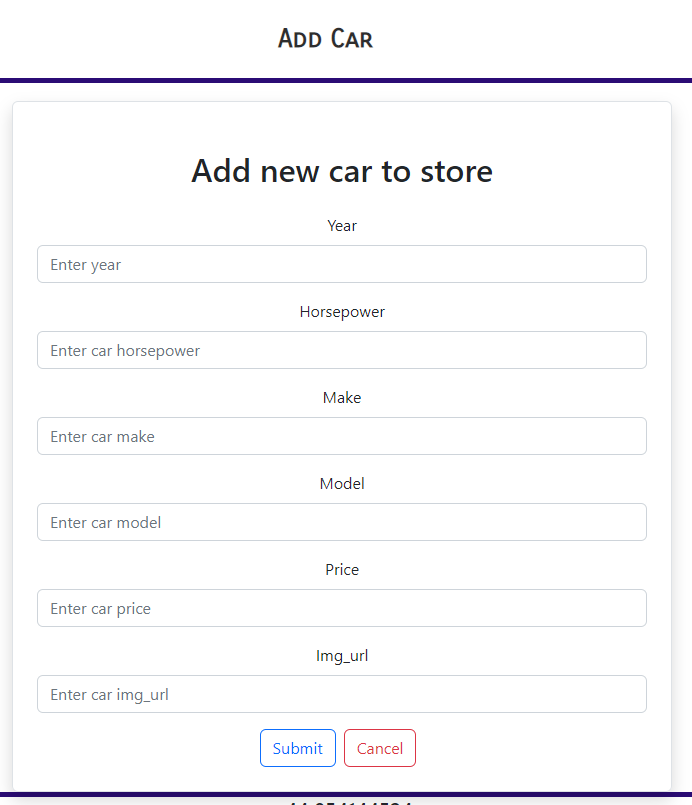 Add Car
Add new car to store
Year
Enter year
Horsepower
Enter car horsepower
Make
Enter car make
Model
Enter car model
Price
Enter car price
Img_url
Enter car img_url
Submit Cancel